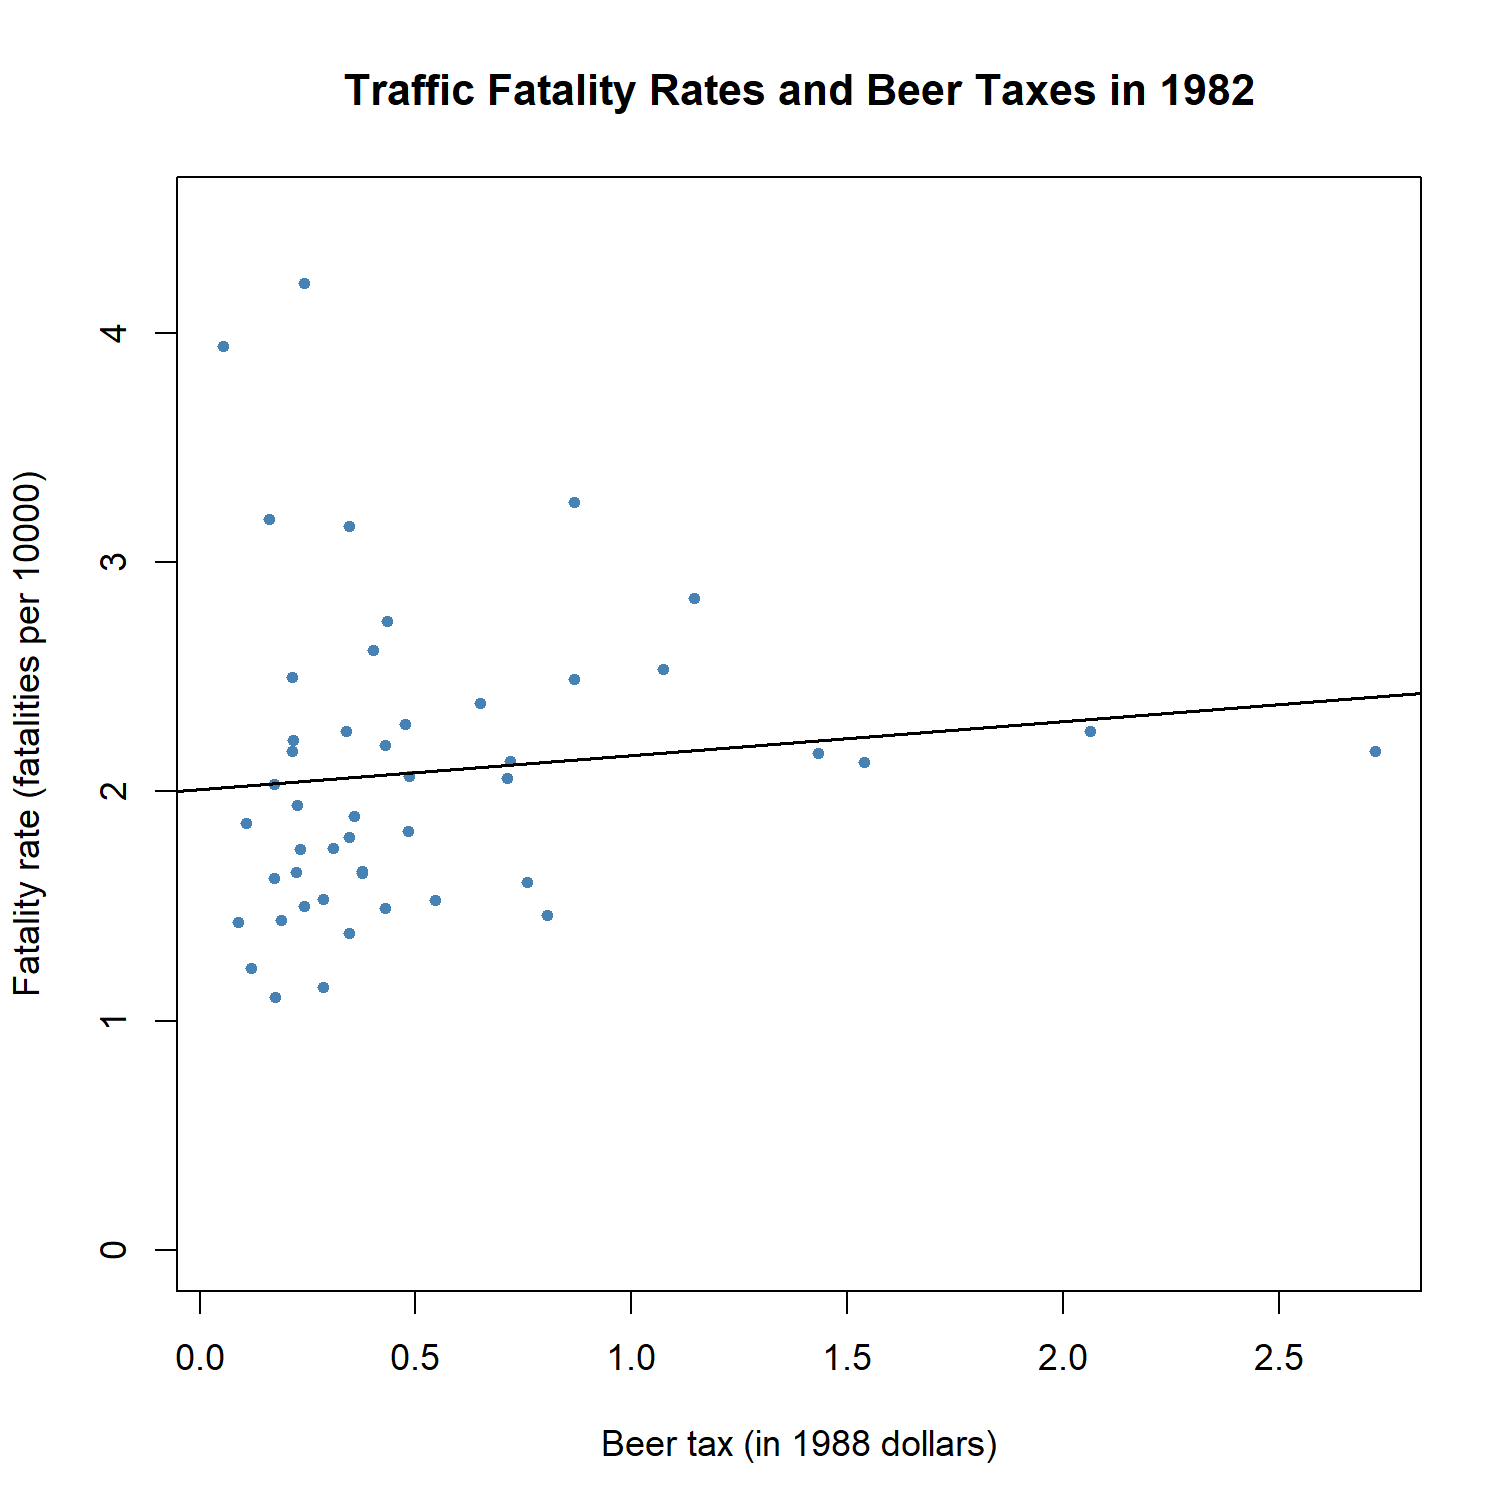 Traffic Fatality Rates and Beer Taxes in 1982
Fatality rate (fatalities per 10000)
4
3
2
1
0
0.0 0.5 1.0 1.5 2.0 2.5
Beer tax (in 1988 dollars)